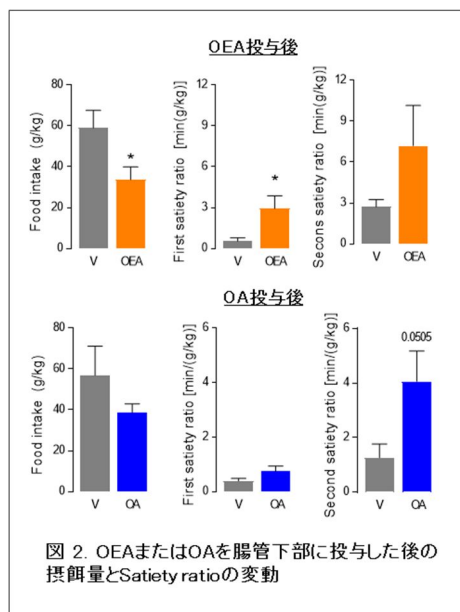 OEA投与後
Food intake (g/kg)
80
60
40
20
0
*
V
OEA
First satiety ratio [min(g/kg)]
12
9
6
3
0
*
V
OEA
Secons satiety ratio [min(g/kg)]
12
9
6
3
0
V
OEA
OA投与後
Food intake (g/kg)
80
60
40
20
0
V
OA
First satiety ratio [min/(g/kg)]
6
4
2
0
V
OA
Second satiety ratio [min/(g/kg)]
6
4
2
0
0.0505
V
OA
図 2. OEAまたはOAを腸管下部に投与した後の
摂餌量とSatiety ratioの変動